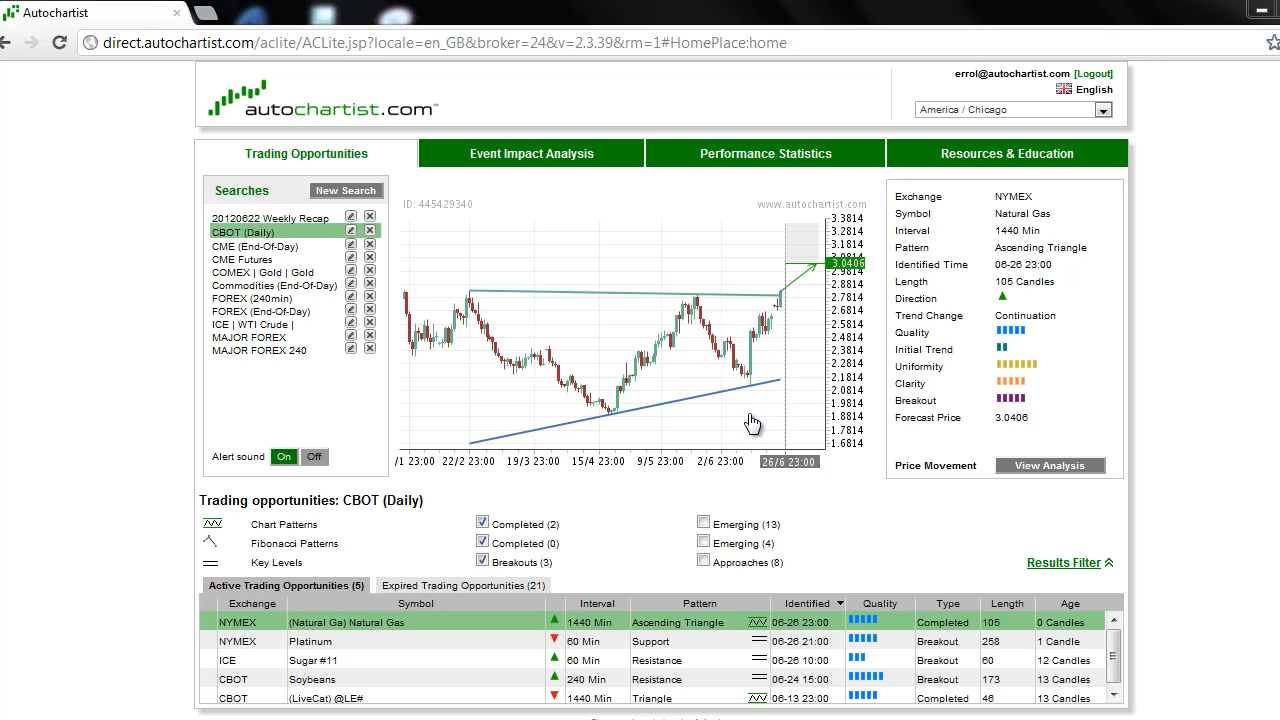 Autochartist
direct.autochartist.com/aclite/ACLite.jsp?locale=en_GB&broker=24&v=2.3.39&rm=1#HomePlace:home
errol@autochartist.com [Logout]
English
autochartist.com™
America / Chicago
Trading Opportunities
Event Impact Analysis
Performance Statistics
Resources & Education
Searches
New Search
20120622 Weekly Recap
CBOT (Daily)
CME (End-Of-Day)
CME Futures
COMEX | Gold | Gold
Commodities (End-Of-Day)
FOREX (240min)
FOREX (End-Of-Day)
ICE | WTI Crude |
MAJOR FOREX
MAJOR FOREX 240
Alert sound On Off
ID: 445429340
www.autochartist.com
3.3814
3.2814
3.1814
3.0406
2.9814
2.8814
2.7814
2.6814
2.5814
2.4814
2.3814
2.2814
2.1814
2.0814
1.9814
1.8814
1.7814
1.6814
/1 23:00 22/2 23:00 19/3 23:00 15/4 23:00 9/5 23:00 2/6 23:00 26/6 23:00
Exchange NYMEX
Symbol Natural Gas
Interval 1440 Min
Pattern Ascending Triangle
Identified Time 06-26 23:00
Length 105 Candles
Direction
Trend Change Continuation
Quality
Initial Trend
Uniformity
Clarity
Breakout
Forecast Price 3.0406
Price Movement View Analysis
Trading opportunities: CBOT (Daily)
Chart Patterns Completed (2) Emerging (13)
Fibonacci Patterns Completed (0) Emerging (4)
Key Levels Breakouts (3) Approaches (8)
Results Filter
Active Trading Opportunities (5) Expired Trading Opportunities (21)
Exchange Symbol Interval Pattern Identified Quality Type Length Age
NYMEX (Natural Ga) Natural Gas 1440 Min Ascending Triangle 06-26 23:00 Completed 105 0 Candles
NYMEX Platinum 60 Min Support 06-26 21:00 Breakout 258 1 Candle
ICE Sugar #11 60 Min Resistance 06-26 10:00 Breakout 60 12 Candles
CBOT Soybeans 240 Min Resistance 06-24 15:00 Breakout 173 13 Candles
CBOT (LiveCat) @LE# 1440 Min Triangle 06-13 23:00 Completed 46 13 Candles